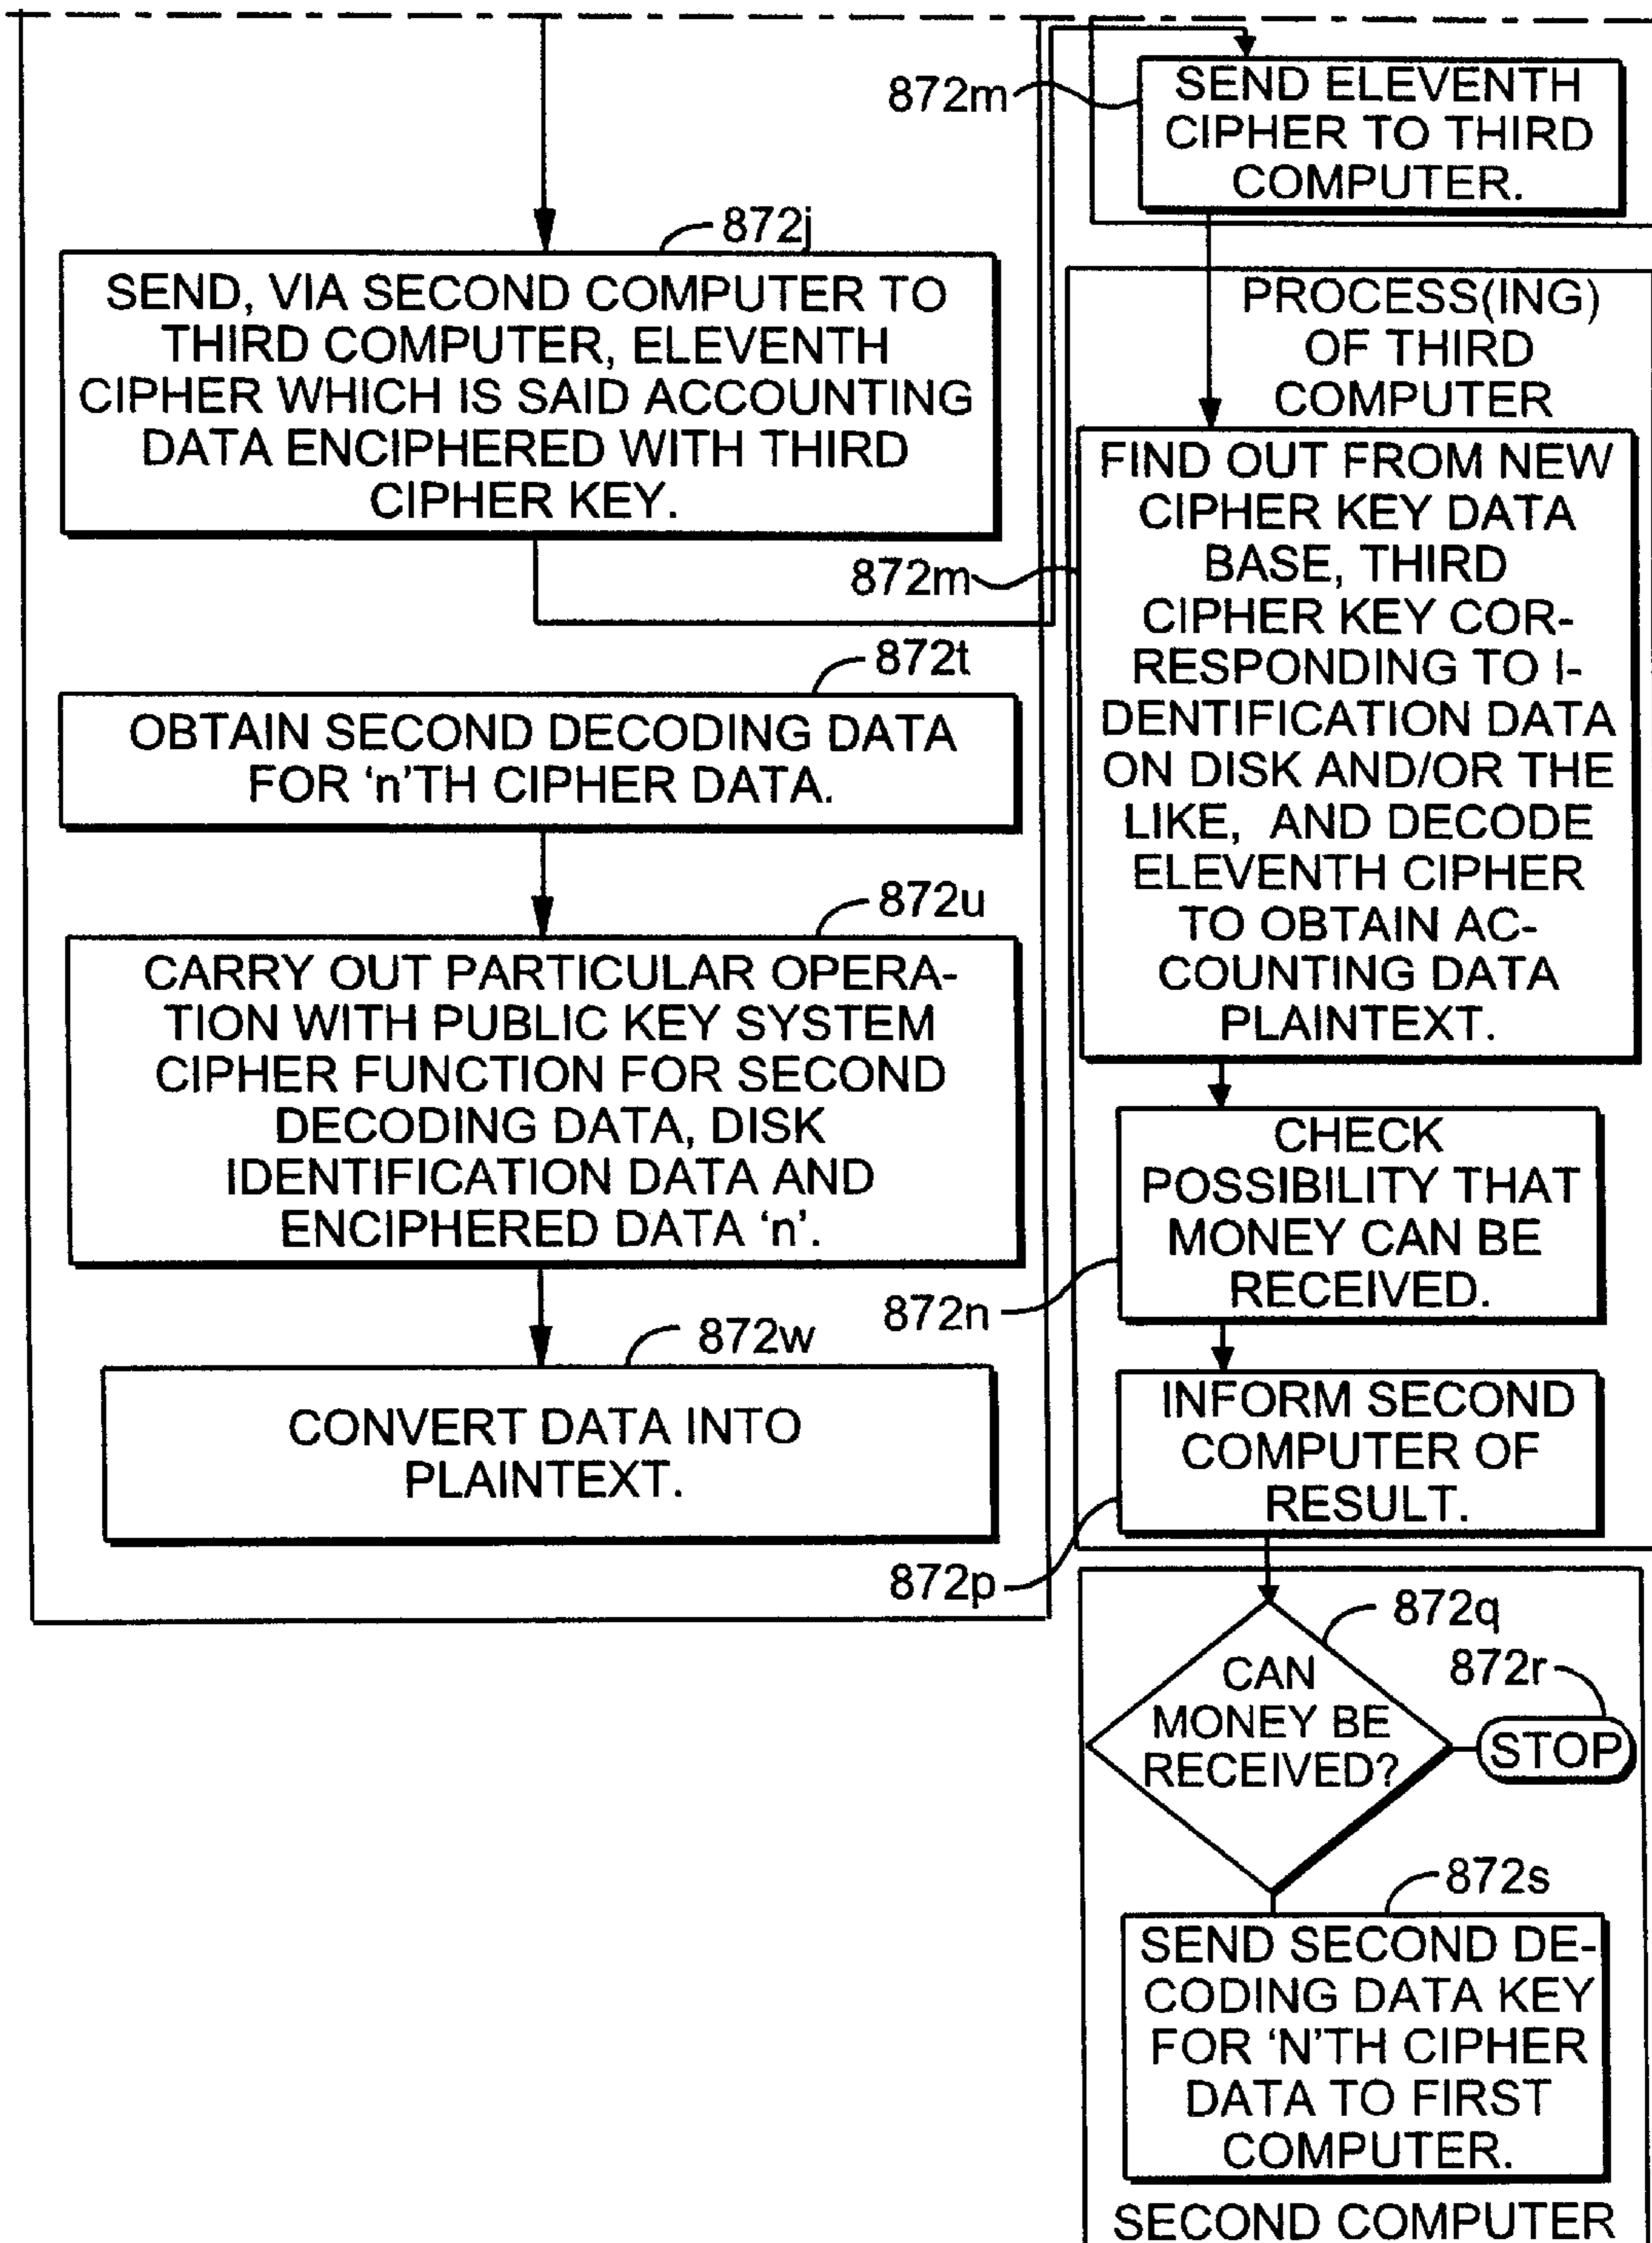 872j
SEND, VIA SECOND COMPUTER TO
THIRD COMPUTER, ELEVENTH
CIPHER WHICH IS SAID ACCOUNTING
DATA ENCIPHERED WITH THIRD
CIPHER KEY.
872t
OBTAIN SECOND DECODING DATA
FOR ‘n’TH CIPHER DATA.
872u
CARRY OUT PARTICULAR OPERA-
TION WITH PUBLIC KEY SYSTEM
CIPHER FUNCTION FOR SECOND
DECODING DATA, DISK
IDENTIFICATION DATA AND
ENCIPHERED DATA ‘n’.
872w
CONVERT DATA INTO
PLAINTEXT.
872m
SEND ELEVENTH
CIPHER TO THIRD
COMPUTER.
PROCESS(ING)
OF THIRD
COMPUTER
872m
FIND OUT FROM NEW
CIPHER KEY DATA
BASE, THIRD
CIPHER KEY COR-
RESPONDING TO I-
DENTIFICATION DATA
ON DISK AND/OR THE
LIKE, AND DECODE
ELEVENTH CIPHER
TO OBTAIN AC-
COUNTING DATA
PLAINTEXT.
CHECK
POSSIBILITY THAT
MONEY CAN BE
RECEIVED.
872n
INFORM SECOND
COMPUTER OF
RESULT.
872p
872q
CAN
MONEY BE
RECEIVED?
872r
STOP
872s
SEND SECOND DE-
CODING DATA KEY
FOR ‘N’TH CIPHER
DATA TO FIRST
COMPUTER.
SECOND COMPUTER